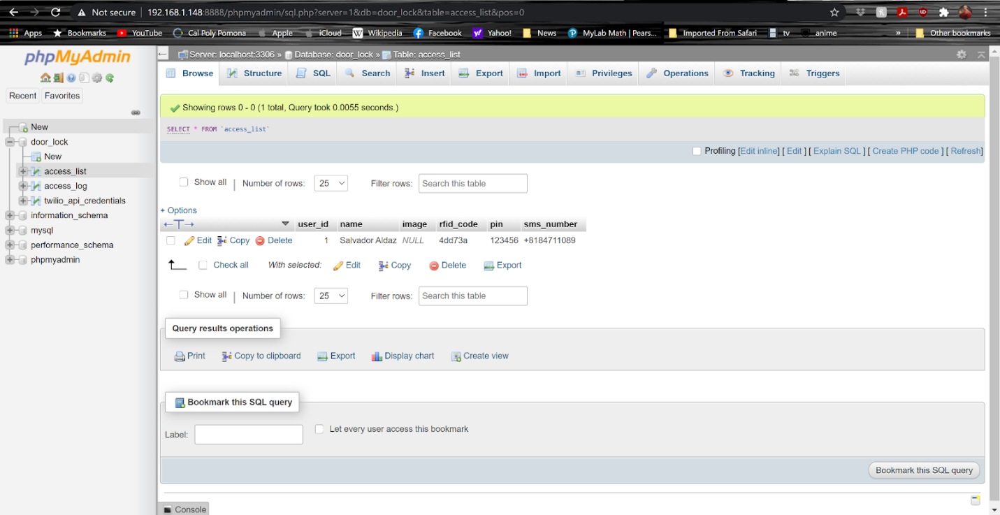 Not secure | 192.168.1.148:8888/phpmyadmin/sql.php?server=1&db=door_lock&table=access_list&pos=0
Apps Bookmarks YouTube Cal Poly Pomona Apple iCloud Wikipedia Facebook Yahoo! News MyLab Math | Pears... Imported From Safari tv anime » Other bookmarks
phpMyAdmin
Recent Favorites
New
door_lock
New
access_list
access_log
twilio_api_credentials
information_schema
mysql
performance_schema
phpmyadmin
Server: localhost:3306 » Database: door_lock » Table: access_list
Browse Structure SQL Search Insert Export Import Privileges Operations Tracking Triggers
Showing rows 0 - 0 (1 total, Query took 0.0055 seconds.)
SELECT * FROM `access_list`
Profiling [Edit inline] [ Edit ] [ Explain SQL ] [ Create PHP code ] [ Refresh]
Show all | Number of rows: 25 Filter rows: Search this table
+ Options
←T→ user_id name image rfid_code pin sms_number
Edit Copy Delete 1 Salvador Aldaz NULL 4dd73a 123456 +8184711089
Check all With selected: Edit Copy Delete Export
Show all | Number of rows: 25 Filter rows: Search this table
Query results operations
Print Copy to clipboard Export Display chart Create view
Bookmark this SQL query
Label: Let every user access this bookmark
Bookmark this SQL query
Console